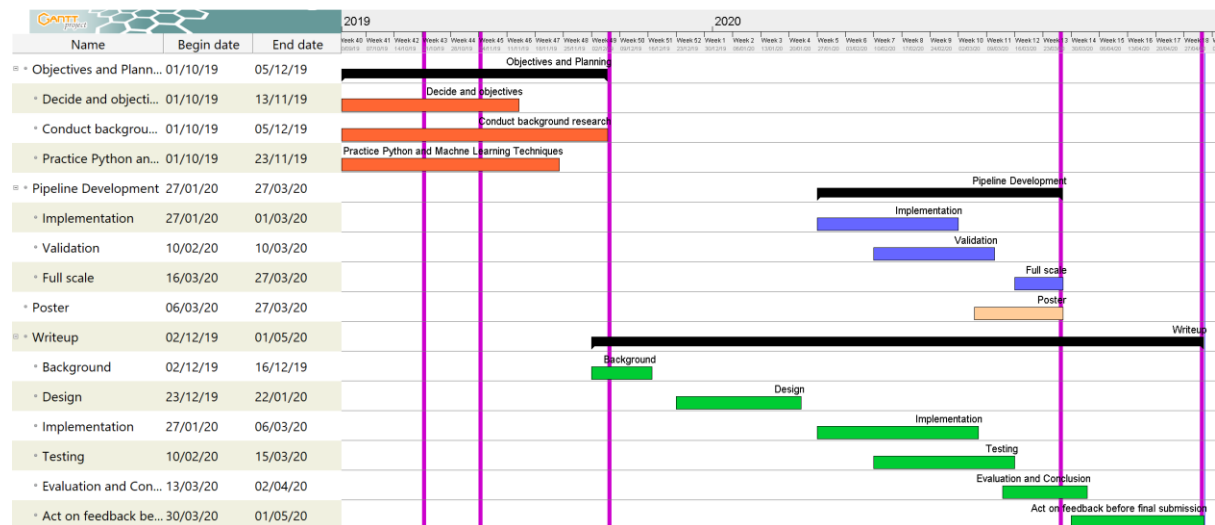 GANTT project
2019 2020
Name Begin date End date
Week 40 Week 41 Week 42 Week 43 Week 44 Week 45 Week 46 Week 47 Week 48 Week 50 Week 51 Week 52 Week 1 Week 2 Week 3 Week 4 Week 5 Week 6 Week 7 Week 8 Week 9 Week 10 Week 11 Week 12 Week 14 Week 15 Week 16 Week 17
Objectives and Plann... 01/10/19 05/12/19 Objectives and Planning
Decide and objecti... 01/10/19 13/11/19 Decide and objectives
Conduct backgrou... 01/10/19 05/12/19 Conduct background research
Practice Python an... 01/10/19 23/11/19 Practice Python and Machne Learning Techniques
Pipeline Development 27/01/20 27/03/20 Pipeline Development
Implementation 27/01/20 01/03/20 Implementation
Validation 10/02/20 10/03/20 Validation
Full scale 16/03/20 27/03/20 Full scale
Poster 06/03/20 27/03/20 Poster
Writeup 02/12/19 01/05/20 Writeup
Background 02/12/19 16/12/19 Background
Design 23/12/19 22/01/20 Design
Implementation 27/01/20 06/03/20 Implementation
Testing 10/02/20 15/03/20 Testing
Evaluation and Con... 13/03/20 02/04/20 Evaluation and Conclusion
Act on feedback be... 30/03/20 01/05/20 Act on feedback before final submission